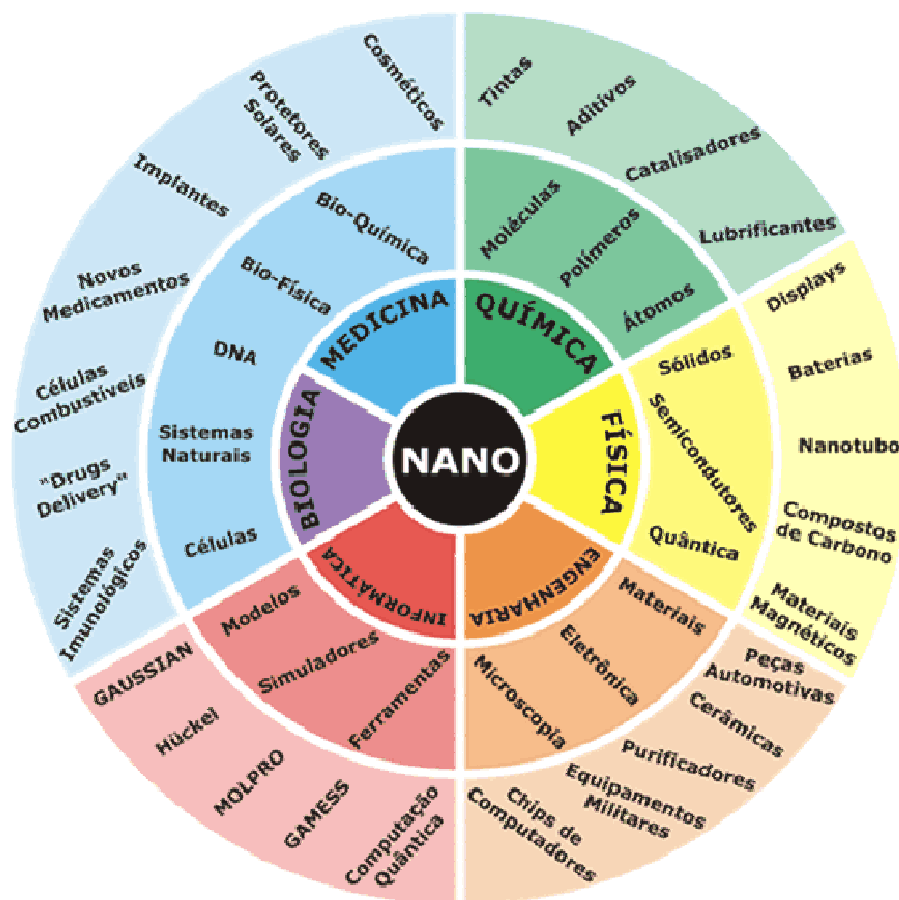 NANO
MEDICINA
QUÍMICA
FÍSICA
ENGENHARIA
INFORMÁTICA
BIOLOGIA
Bio-Química
Bio-Física
DNA
Sistemas
Naturais
Células
Moléculas
Polímeros
Átomos
Sólidos
Semicondutores
Quântica
Materiais
Eletrônica
Microscopia
Ferramentas
Simuladores
Modelos
Cosméticos
Protetores
Solares
Implantes
Novos
Medicamentos
Células
Combustíveis
"Drugs
Delivery"
Sistemas
Imunológicos
Tintas
Aditivos
Catalisadores
Lubrificantes
Displays
Baterias
Nanotubo
Compostos
de Carbono
Materiais
Magnéticos
Peças
Automotivas
Cerâmicas
Purificadores
Equipamentos
Militares
Chips de
Computadores
Computação
Quântica
GAMESS
MOLPRO
Hückel
GAUSSIAN